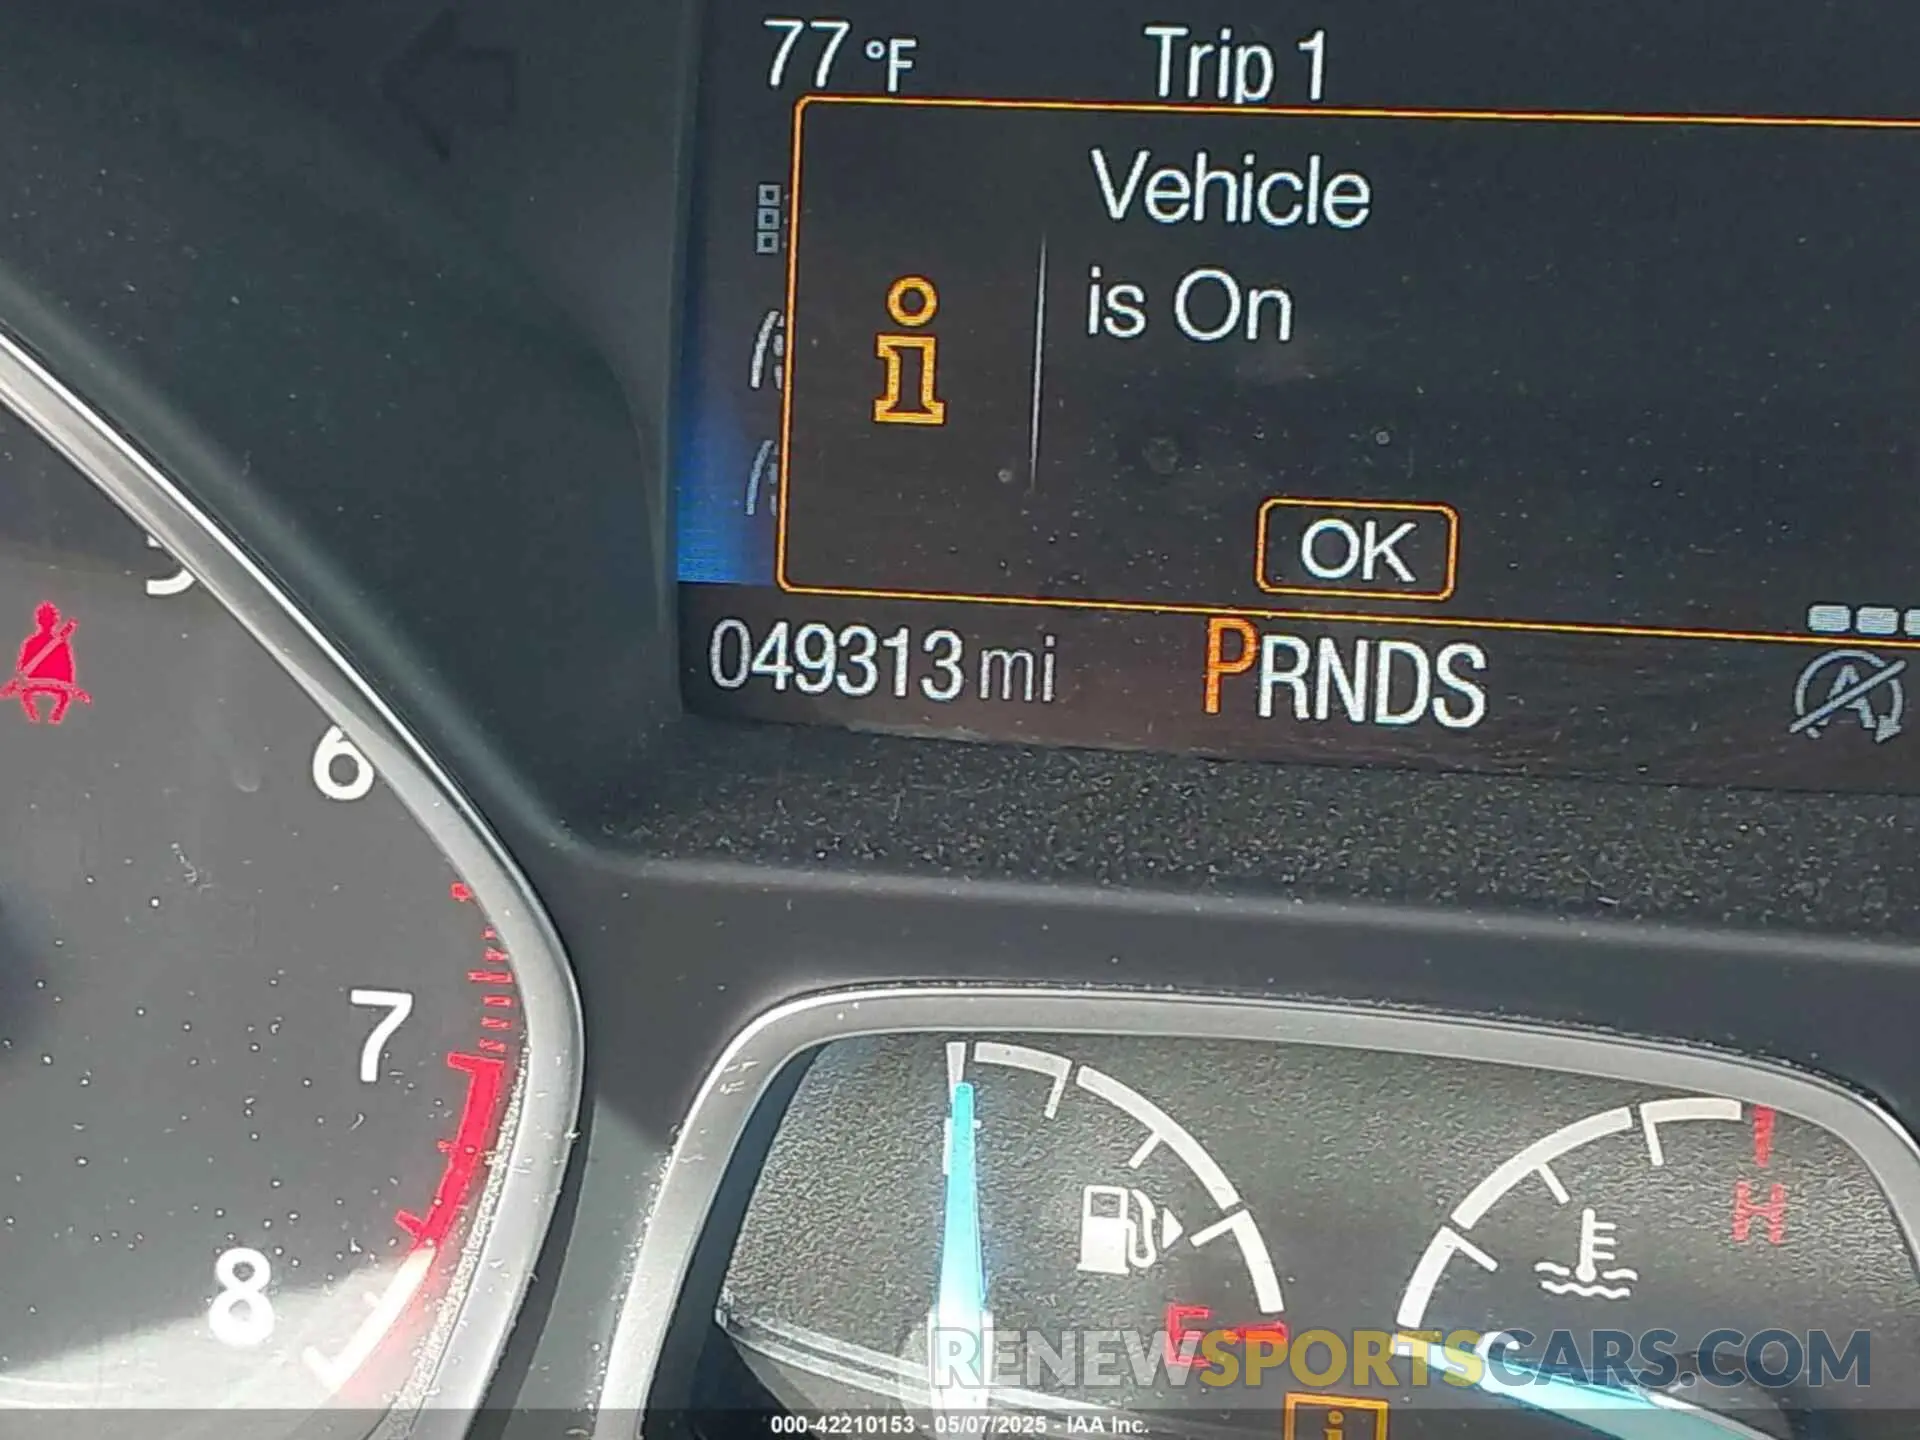 77 °F Trip 1
Vehicle
is On
OK
049313 mi PRNDS
A
5
6
7
8
H
E C
RENEWSPORTSCARS.COM
000-42210153 - 05/07/2025 - IAA Inc.